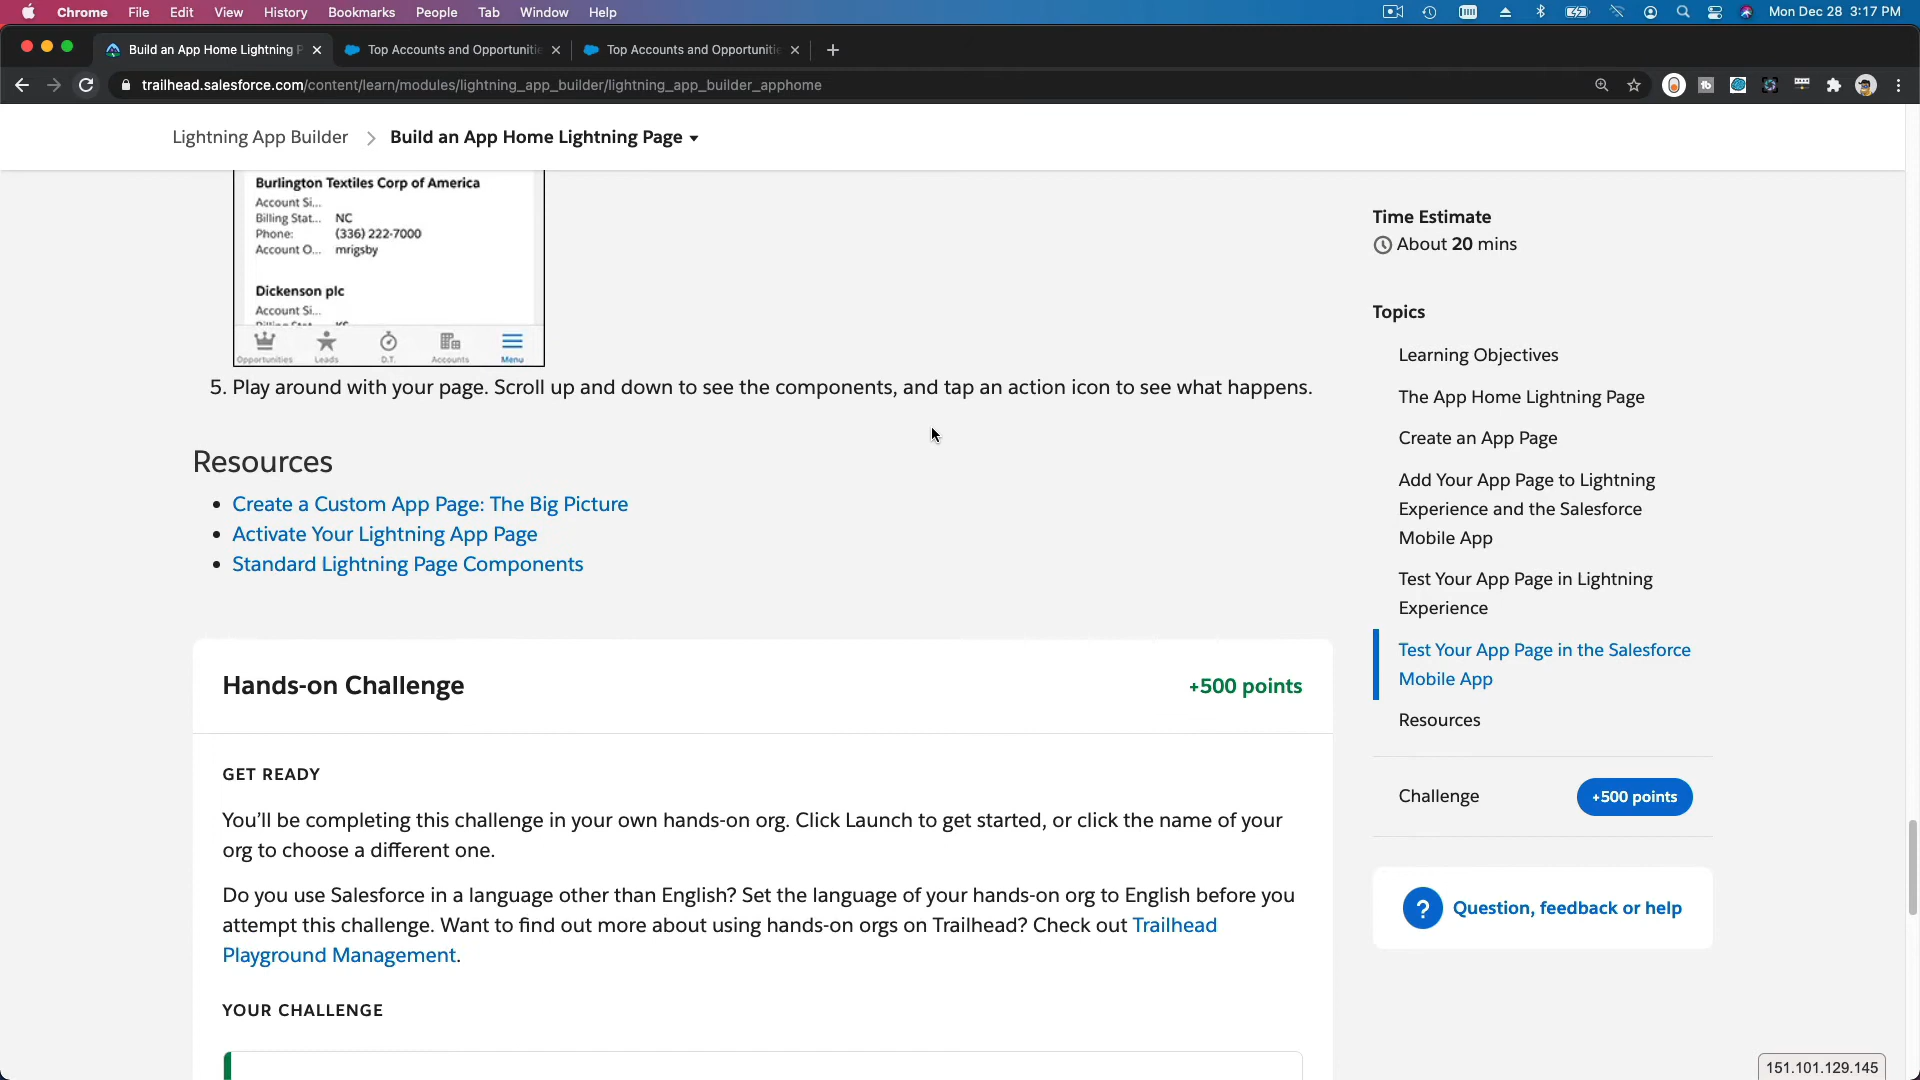 Chrome File Edit View History Bookmarks People Tab Window Help Mon Dec 28 3:17 PM
Build an App Home Lightning P Top Accounts and Opportunitie Top Accounts and Opportunitie
trailhead.salesforce.com/content/learn/modules/lightning_app_builder/lightning_app_builder_apphome
Lightning App Builder Build an App Home Lightning Page
Burlington Textiles Corp of America
Account Si...
Billing Stat... NC
Phone: (336) 222-7000
Account O... mrigsby
Dickenson plc
Account Si...
Billing Stat... KS
Opportunities Leads D.T. Accounts Menu
5. Play around with your page. Scroll up and down to see the components, and tap an action icon to see what happens.
Resources
Create a Custom App Page: The Big Picture
Activate Your Lightning App Page
Standard Lightning Page Components
Hands-on Challenge +500 points
GET READY
You'll be completing this challenge in your own hands-on org. Click Launch to get started, or click the name of your
org to choose a different one.
Do you use Salesforce in a language other than English? Set the language of your hands-on org to English before you
attempt this challenge. Want to find out more about using hands-on orgs on Trailhead? Check out Trailhead
Playground Management.
YOUR CHALLENGE
Time Estimate
About 20 mins
Topics
Learning Objectives
The App Home Lightning Page
Create an App Page
Add Your App Page to Lightning
Experience and the Salesforce
Mobile App
Test Your App Page in Lightning
Experience
Test Your App Page in the Salesforce
Mobile App
Resources
Challenge +500 points
? Question, feedback or help
151.101.129.145